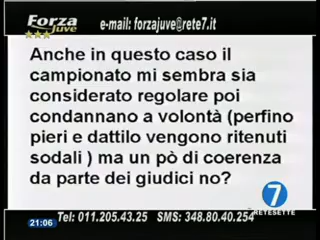 Forza
Juve
e-mail: forzajuve@rete7.it
Anche in questo caso il
campionato mi sembra sia
considerato regolare poi
condannano a volontà (perfino
pieri e dattilo vengono ritenuti
sodali ) ma un pò di coerenza
da parte dei giudici no?
7
RETESETTE
21:06
Tel: 011.205.43.25 SMS: 348.80.40.254